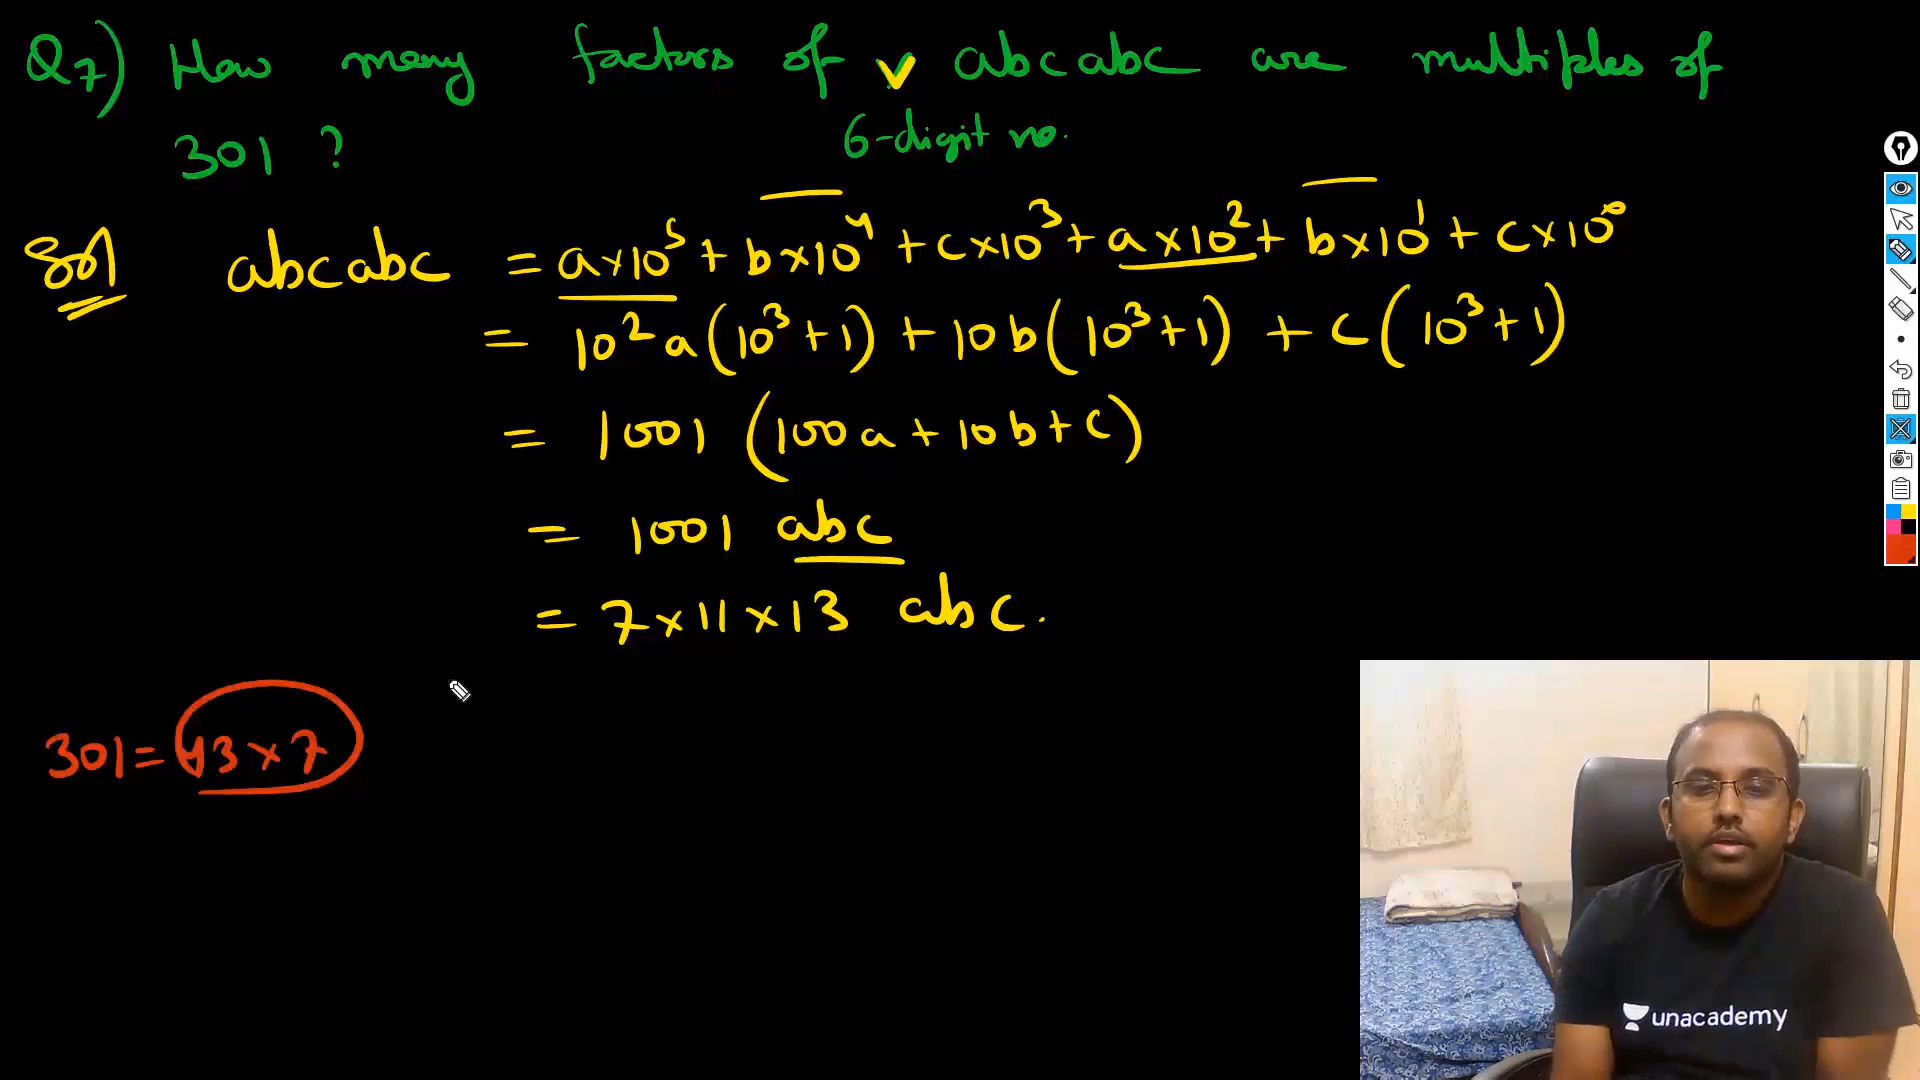 Q7) How many factors of abcabc are multiples of
6-digit no.
301 ?
Sol abcabc = a×10⁵ + b×10⁴ + c×10³ + a×10² + b×10¹ + c×10⁰
= 10²a(10³+1) + 10b(10³+1) + c(10³+1)
= 1001 (100a + 10b + c)
= 1001 abc
= 7×11×13 abc.
301 = 43×7
unacademy